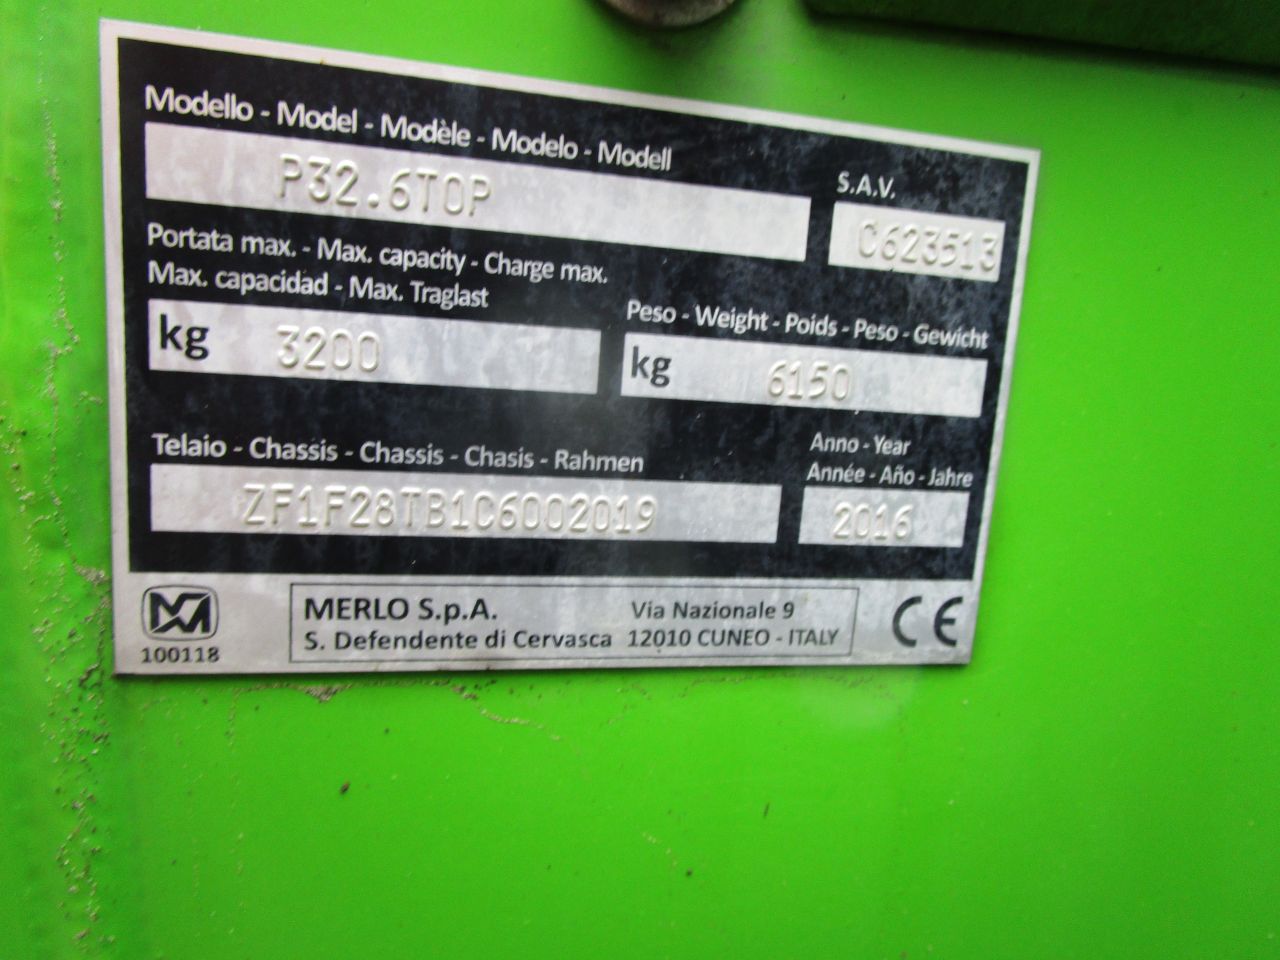 Modello - Model - Modèle - Modelo - Modell
P32.6TOP
S.A.V.
C623513
Portata max. - Max. capacity - Charge max.
Max. capacidad - Max. Traglast
kg 3200
Peso - Weight - Poids - Peso - Gewicht
kg 6150
Telaio - Chassis - Chassis - Chasis - Rahmen
ZF1F28TB1C6002019
Anno - Year
Année - Año - Jahre
2016
100118
MERLO S.p.A. Via Nazionale 9
S. Defendente di Cervasca 12010 CUNEO - ITALY
CE